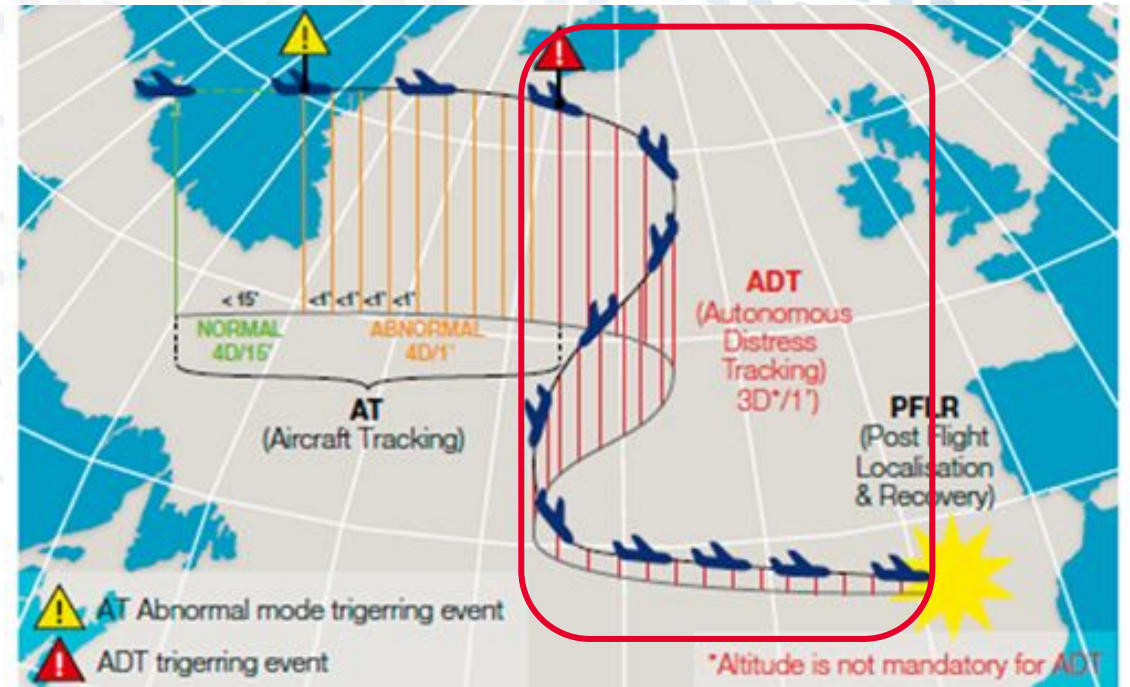 !
!
< 15'
<1' <1' <1' <1'
NORMAL
4D/15'
ABNORMAL
4D/1'
AT
(Aircraft Tracking)
ADT
(Autonomous
Distress
Tracking)
3D*/1')
PFLR
(Post Flight
Localisation
& Recovery)
! AT Abnormal mode trigerring event
! ADT trigerring event
*Altitude is not mandatory for ADT